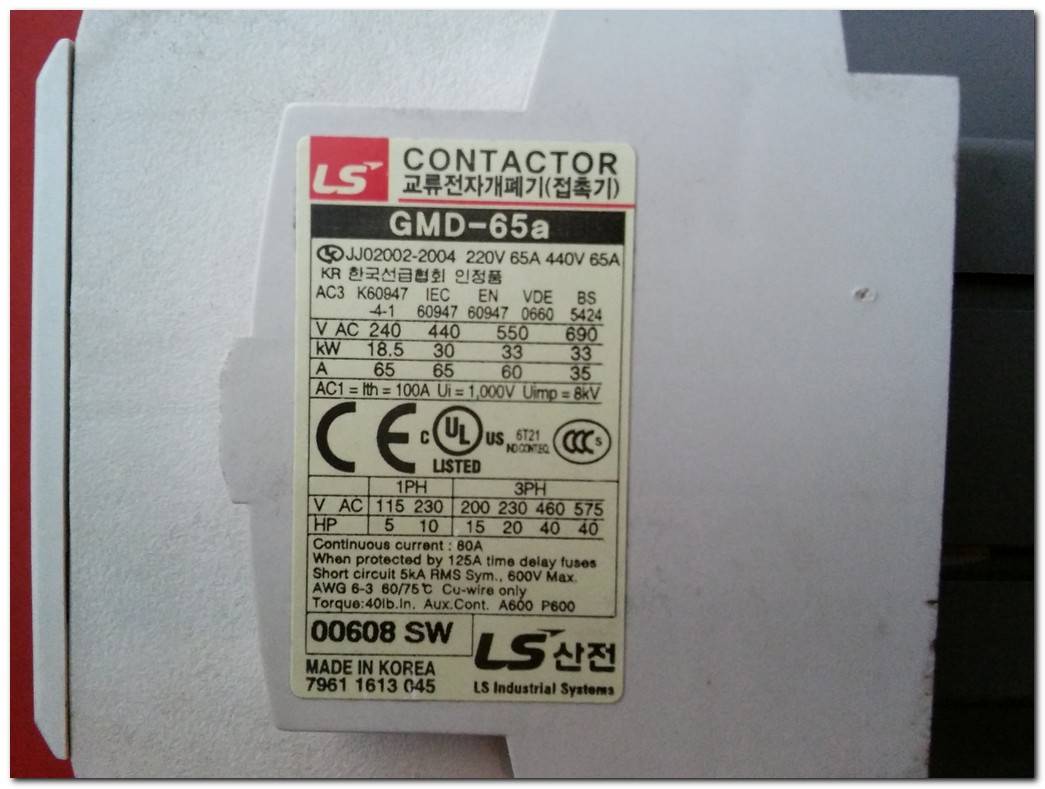 LS CONTACTOR
교류전자개폐기(접촉기)
GMD-65a
JJ02002-2004 220V 65A 440V 65A
KR 한국선급협회 인정품
AC3 K60947 IEC EN VDE BS
-4-1 60947 60947 0660 5424
V AC 240 440 550 690
kW 18.5 30 33 33
A 65 65 60 35
AC1 = Ith = 100A Ui = 1,000V Uimp = 8kV
CE C UL US LISTED 6T21 IND.CONT.EQ. CCC S
1PH 3PH
V AC 115 230 200 230 460 575
HP 5 10 15 20 40 40
Continuous current : 80A
When protected by 125A time delay fuses
Short circuit 5kA RMS Sym., 600V Max.
AWG 6-3 60/75℃ Cu-wire only
Torque:40lb.in. Aux.Cont. A600 P600
00608 SW LS산전
MADE IN KOREA
7961 1613 045 LS Industrial Systems